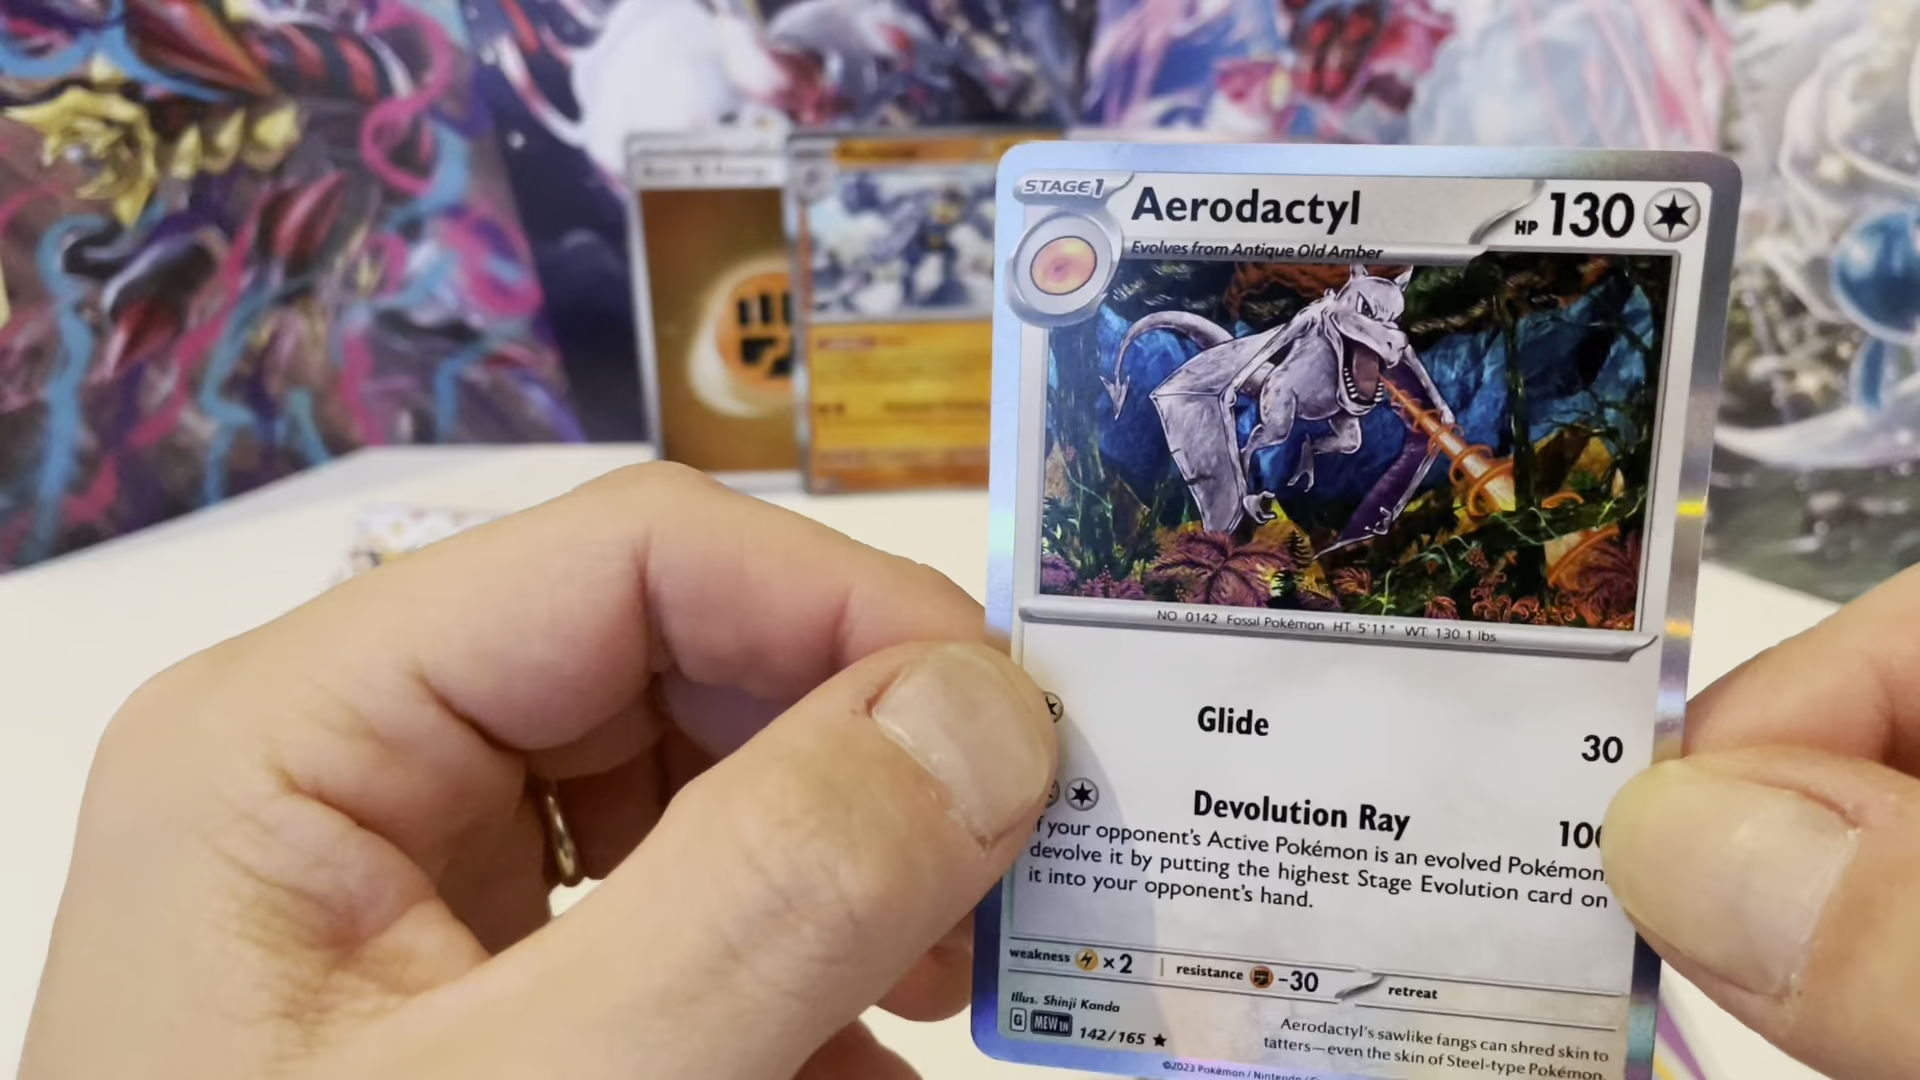 STAGE 1
Aerodactyl
HP 130
Evolves from Antique Old Amber
NO. 0142 Fossil Pokémon HT 5'11" WT 130.1 lbs
Glide 30
Devolution Ray 10
your opponent's Active Pokémon is an evolved Pokémon,
devolve it by putting the highest Stage Evolution card on
it into your opponent's hand.
weakness ×2 resistance -30 retreat
Illus. Shinji Kanda
G MEW EN 142/165
Aerodactyl's sawlike fangs can shred skin to
tatters—even the skin of Steel-type Pokémon.
©2023 Pokémon / Nintendo /